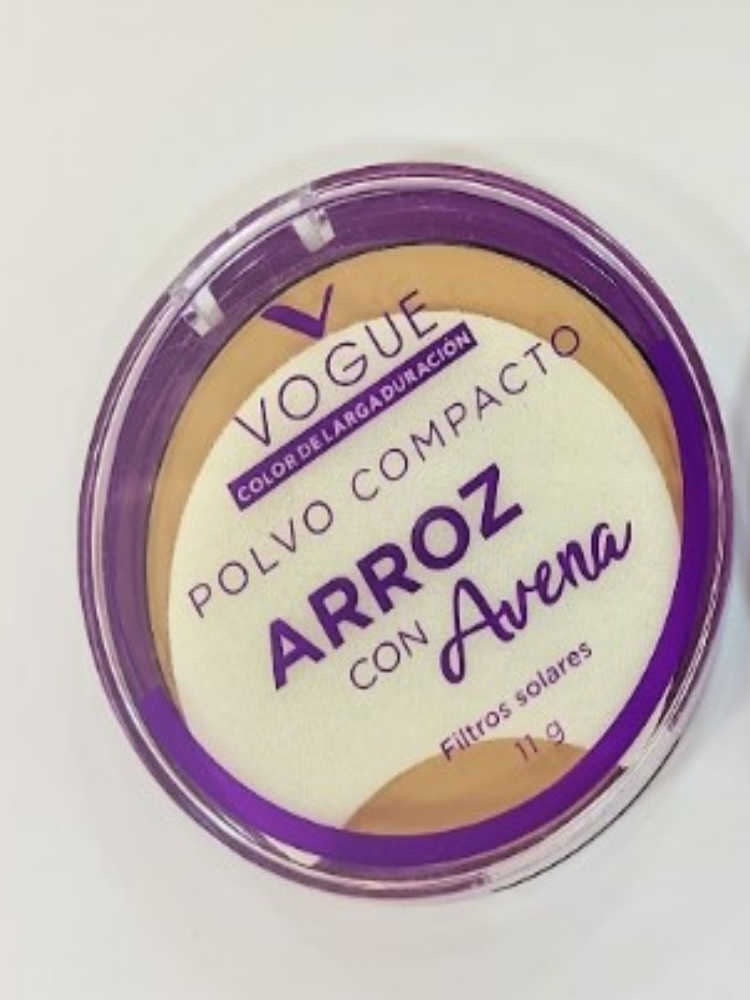 VOGUE
COLOR DE LARGA DURACIÓN
POLVO COMPACTO
ARROZ
CON Avena
Filtros solares
11 g